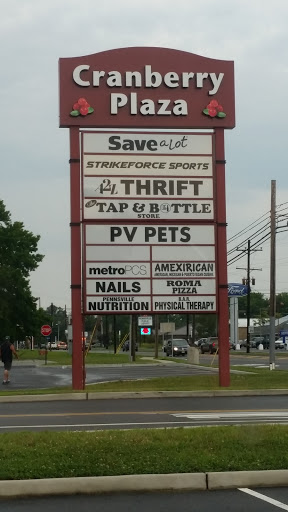 Cranberry
Plaza
Save a lot
STRIKEFORCE SPORTS
THRIFT
TAP & BOTTLE
STORE
PV PETS
metroPCS
AMEXIRICAN
NAILS
ROMA
PIZZA
PENNSVILLE
NUTRITION
PHYSICAL THERAPY